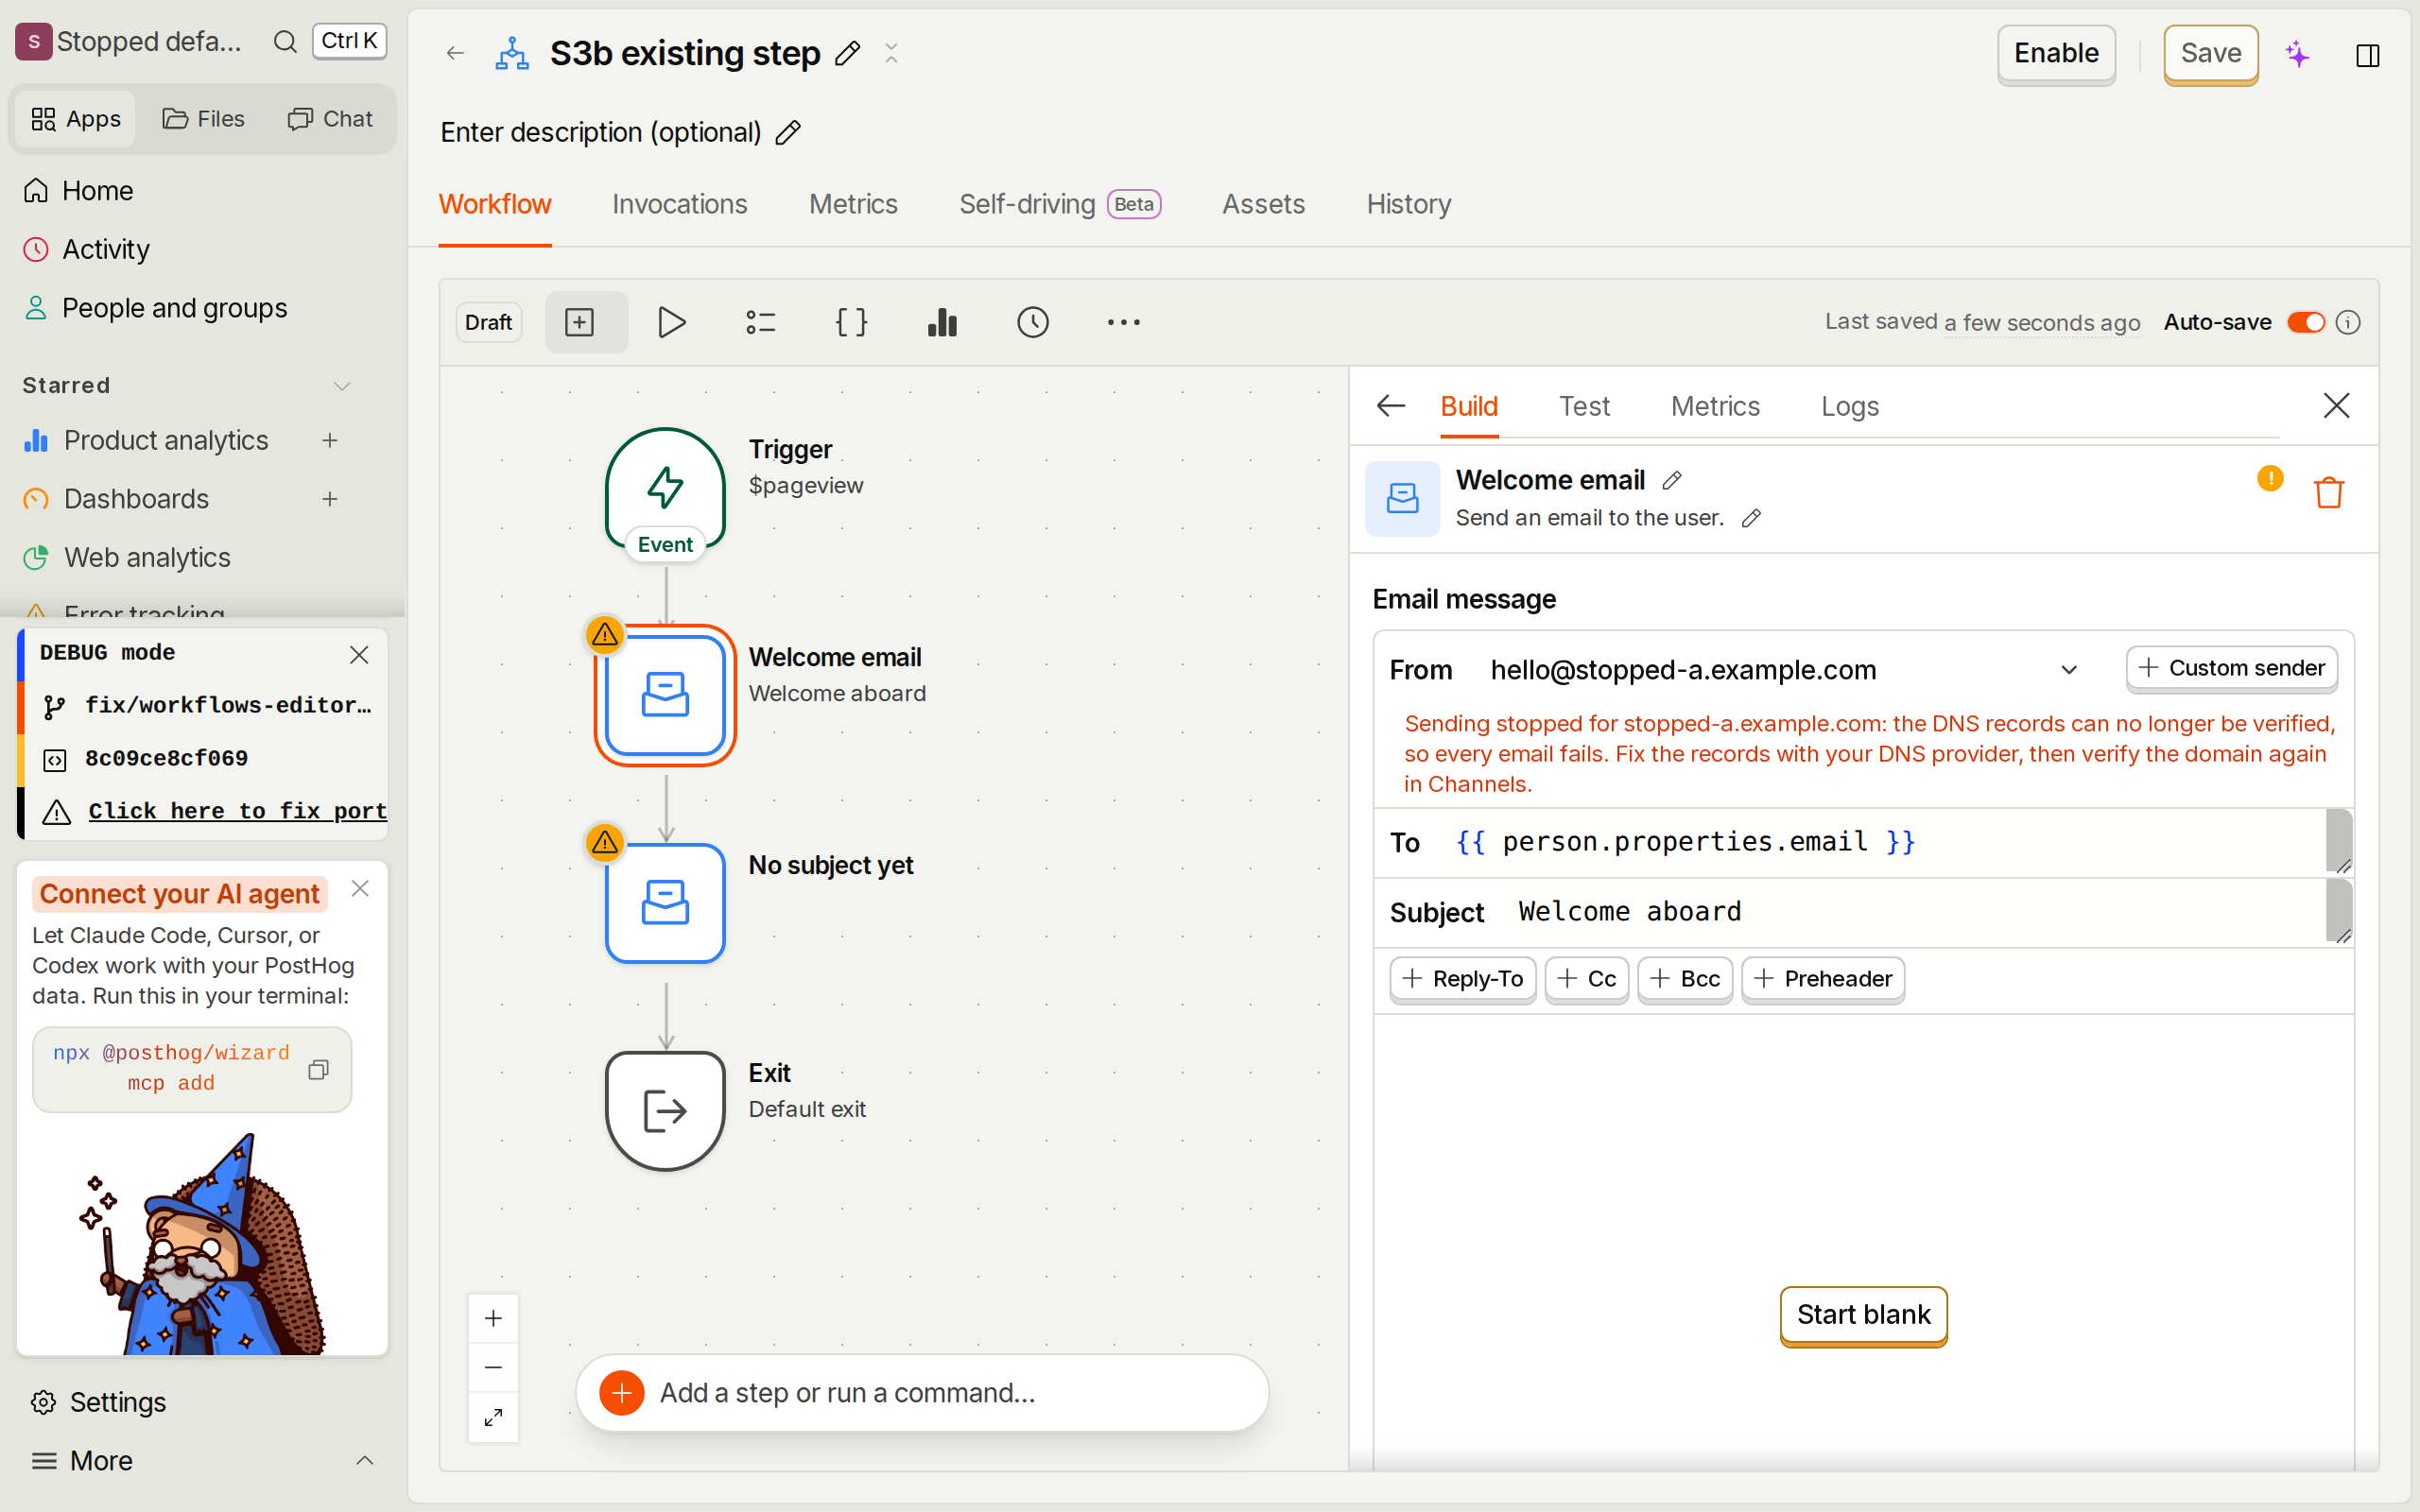 S Stopped defa... Ctrl K
Apps Files Chat
Home
Activity
People and groups
Starred
Product analytics
Dashboards
Web analytics
Error tracking
DEBUG mode
fix/workflows-editor...
8c09ce8cf069
Click here to fix port
Connect your AI agent
Let Claude Code, Cursor, or
Codex work with your PostHog
data. Run this in your terminal:
npx @posthog/wizard
mcp add
Settings
More
S3b existing step
Enable Save
Enter description (optional)
Workflow Invocations Metrics Self-driving Beta Assets History
Draft
Last saved a few seconds ago Auto-save
Trigger
$pageview
Event
Welcome email
Welcome aboard
No subject yet
Exit
Default exit
Add a step or run a command...
Build Test Metrics Logs
Welcome email
Send an email to the user.
Email message
From hello@stopped-a.example.com Custom sender
Sending stopped for stopped-a.example.com: the DNS records can no longer be verified,
so every email fails. Fix the records with your DNS provider, then verify the domain again
in Channels.
To {{ person.properties.email }}
Subject Welcome aboard
Reply-To Cc Bcc Preheader
Start blank